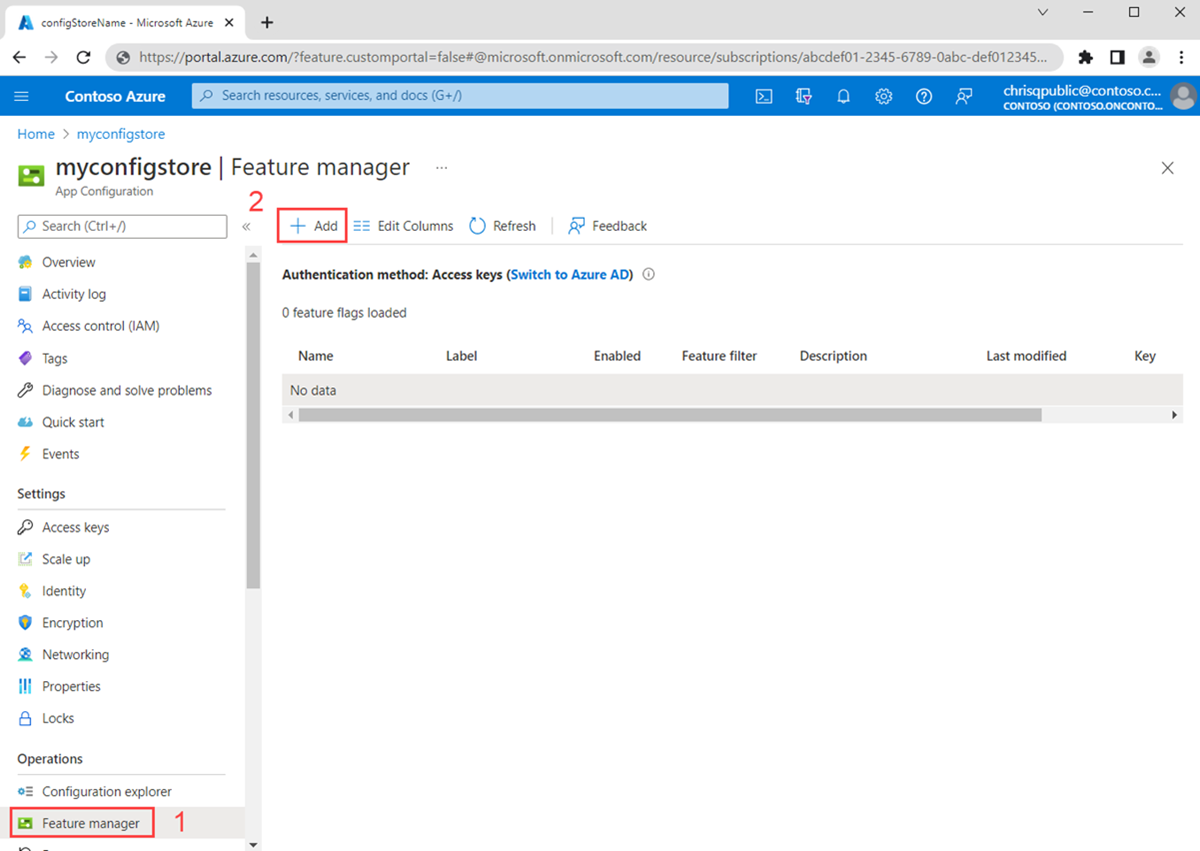 configStoreName - Microsoft Azure
https://portal.azure.com/?feature.customportal=false#@microsoft.onmicrosoft.com/resource/subscriptions/abcdef01-2345-6789-0abc-def012345...
Contoso Azure
Search resources, services, and docs (G+/)
chrisqpublic@contoso.c...
CONTOSO (CONTOSO.ONCONTO...
Home > myconfigstore
myconfigstore | Feature manager ...
App Configuration
2
Search (Ctrl+/)
«
Add
Edit Columns
Refresh
Feedback
Overview
Activity log
Access control (IAM)
Tags
Diagnose and solve problems
Quick start
Events
Settings
Access keys
Scale up
Identity
Encryption
Networking
Properties
Locks
Operations
Configuration explorer
Feature manager
1
Authentication method: Access keys (Switch to Azure AD)
0 feature flags loaded
Name Label Enabled Feature filter Description Last modified Key
No data